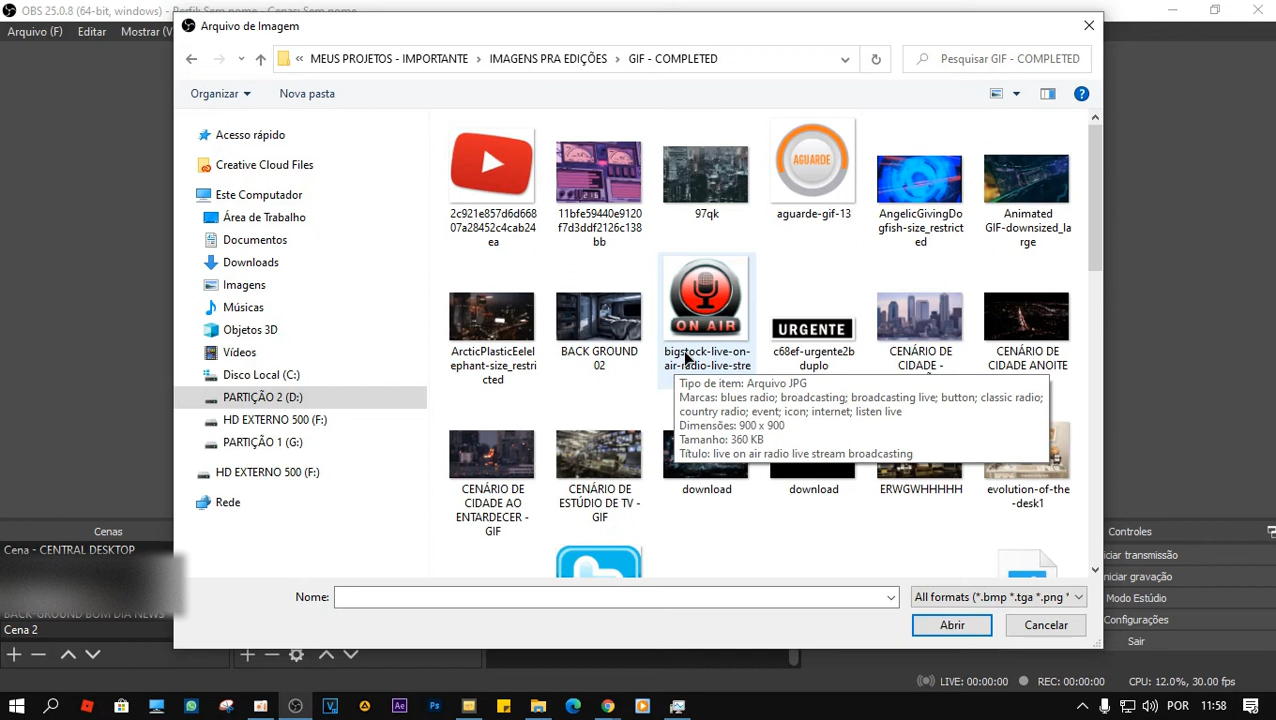 OBS 25.0.8 (64-bit, windows) - Perfil: Sem nome - Cenas: Sem nome
Arquivo (F)
Editar
Mostrar (V)
Arquivo de Imagem
MEUS PROJETOS - IMPORTANTE
IMAGENS PRA EDIÇÕES
GIF - COMPLETED
Pesquisar GIF - COMPLETED
Organizar
Nova pasta
Acesso rápido
Creative Cloud Files
Este Computador
Área de Trabalho
Documentos
Downloads
Imagens
Músicas
Objetos 3D
Vídeos
Disco Local (C:)
PARTIÇÃO 2 (D:)
HD EXTERNO 500 (F:)
PARTIÇÃO 1 (G:)
HD EXTERNO 500 (F:)
Rede
AGUARDE
2c921e857d6d668
07a28452c4cab24
ea
11bfe59440e9120
f7d3ddf2126c138
bb
97qk
aguarde-gif-13
AngelicGivingDo
gfish-size_restrict
ed
Animated
GIF-downsized_la
rge
ON AIR
URGENTE
ArcticPlasticEelel
ephant-size_restri
cted
BACK GROUND
02
bigstock-live-on-
air-radio-live-stre
c68ef-urgente2b
duplo
CENÁRIO DE
CIDADE -
CENÁRIO DE
CIDADE ANOITE
Tipo de item: Arquivo JPG
Marcas: blues radio; broadcasting; broadcasting live; button; classic radio;
country radio; event; icon; internet; listen live
Dimensões: 900 x 900
Tamanho: 360 KB
Título: live on air radio live stream broadcasting
CENÁRIO DE
CIDADE AO
ENTARDECER -
GIF
CENÁRIO DE
ESTÚDIO DE TV -
GIF
download
download
ERWGWHHHHH
evolution-of-the
-desk1
Nome:
All formats (*.bmp *.tga *.png *
Abrir
Cancelar
Cenas
Cena - CENTRAL DESKTOP
BACK-GROUND BOM DIA NEWS
Cena 2
Controles
iciar transmissão
iciar gravação
Modo Estúdio
onfigurações
Sair
LIVE: 00:00:00
REC: 00:00:00
CPU: 12.0%, 30.00 fps
Ae
Ps
POR
11:58